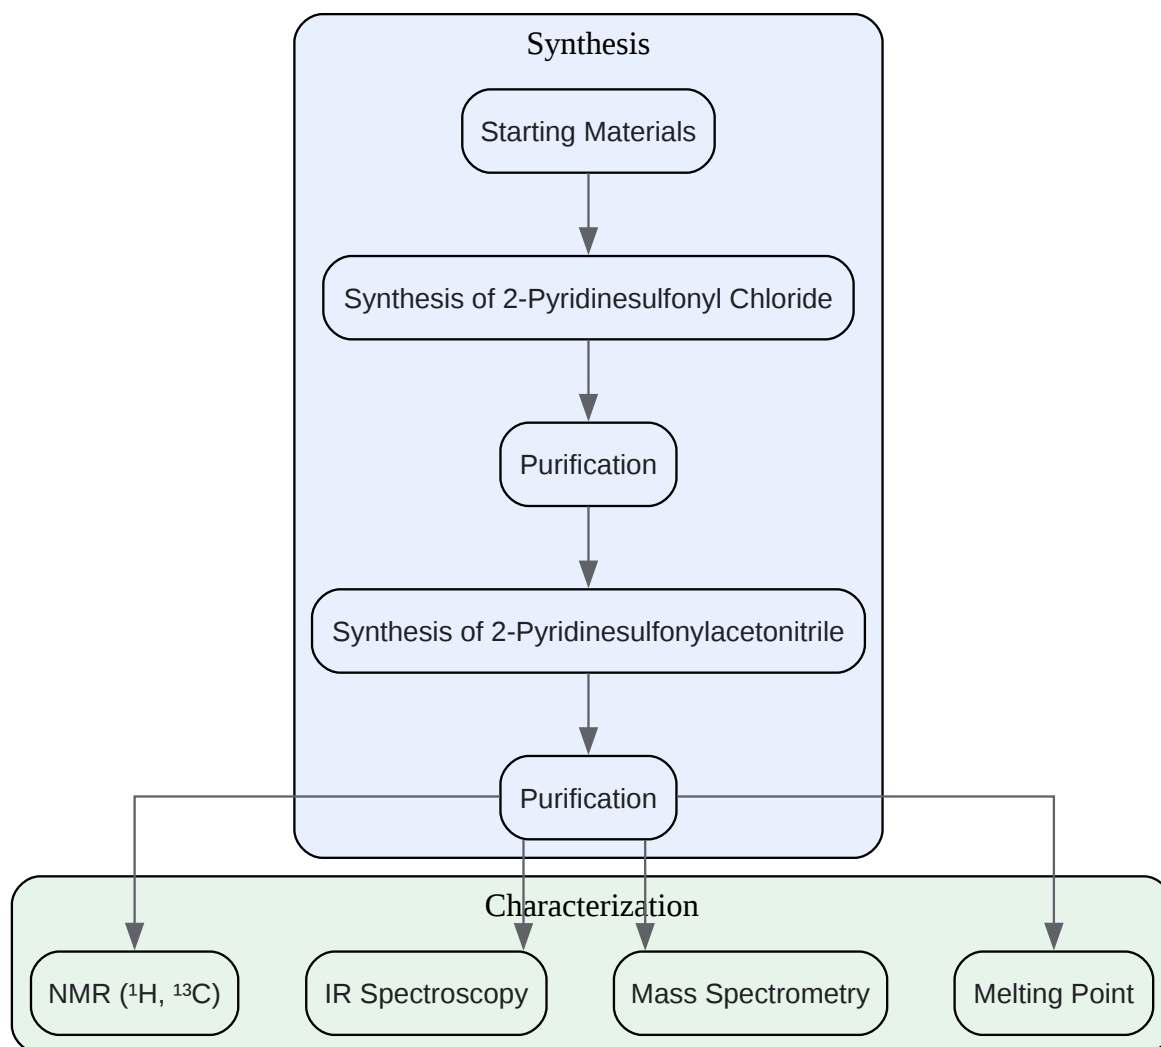 Synthesis
Starting Materials
Synthesis of 2-Pyridinesulfonyl Chloride
Purification
Synthesis of 2-Pyridinesulfonylacetonitrile
Purification
Characterization
NMR (¹H, ¹³C)
IR Spectroscopy
Mass Spectrometry
Melting Point